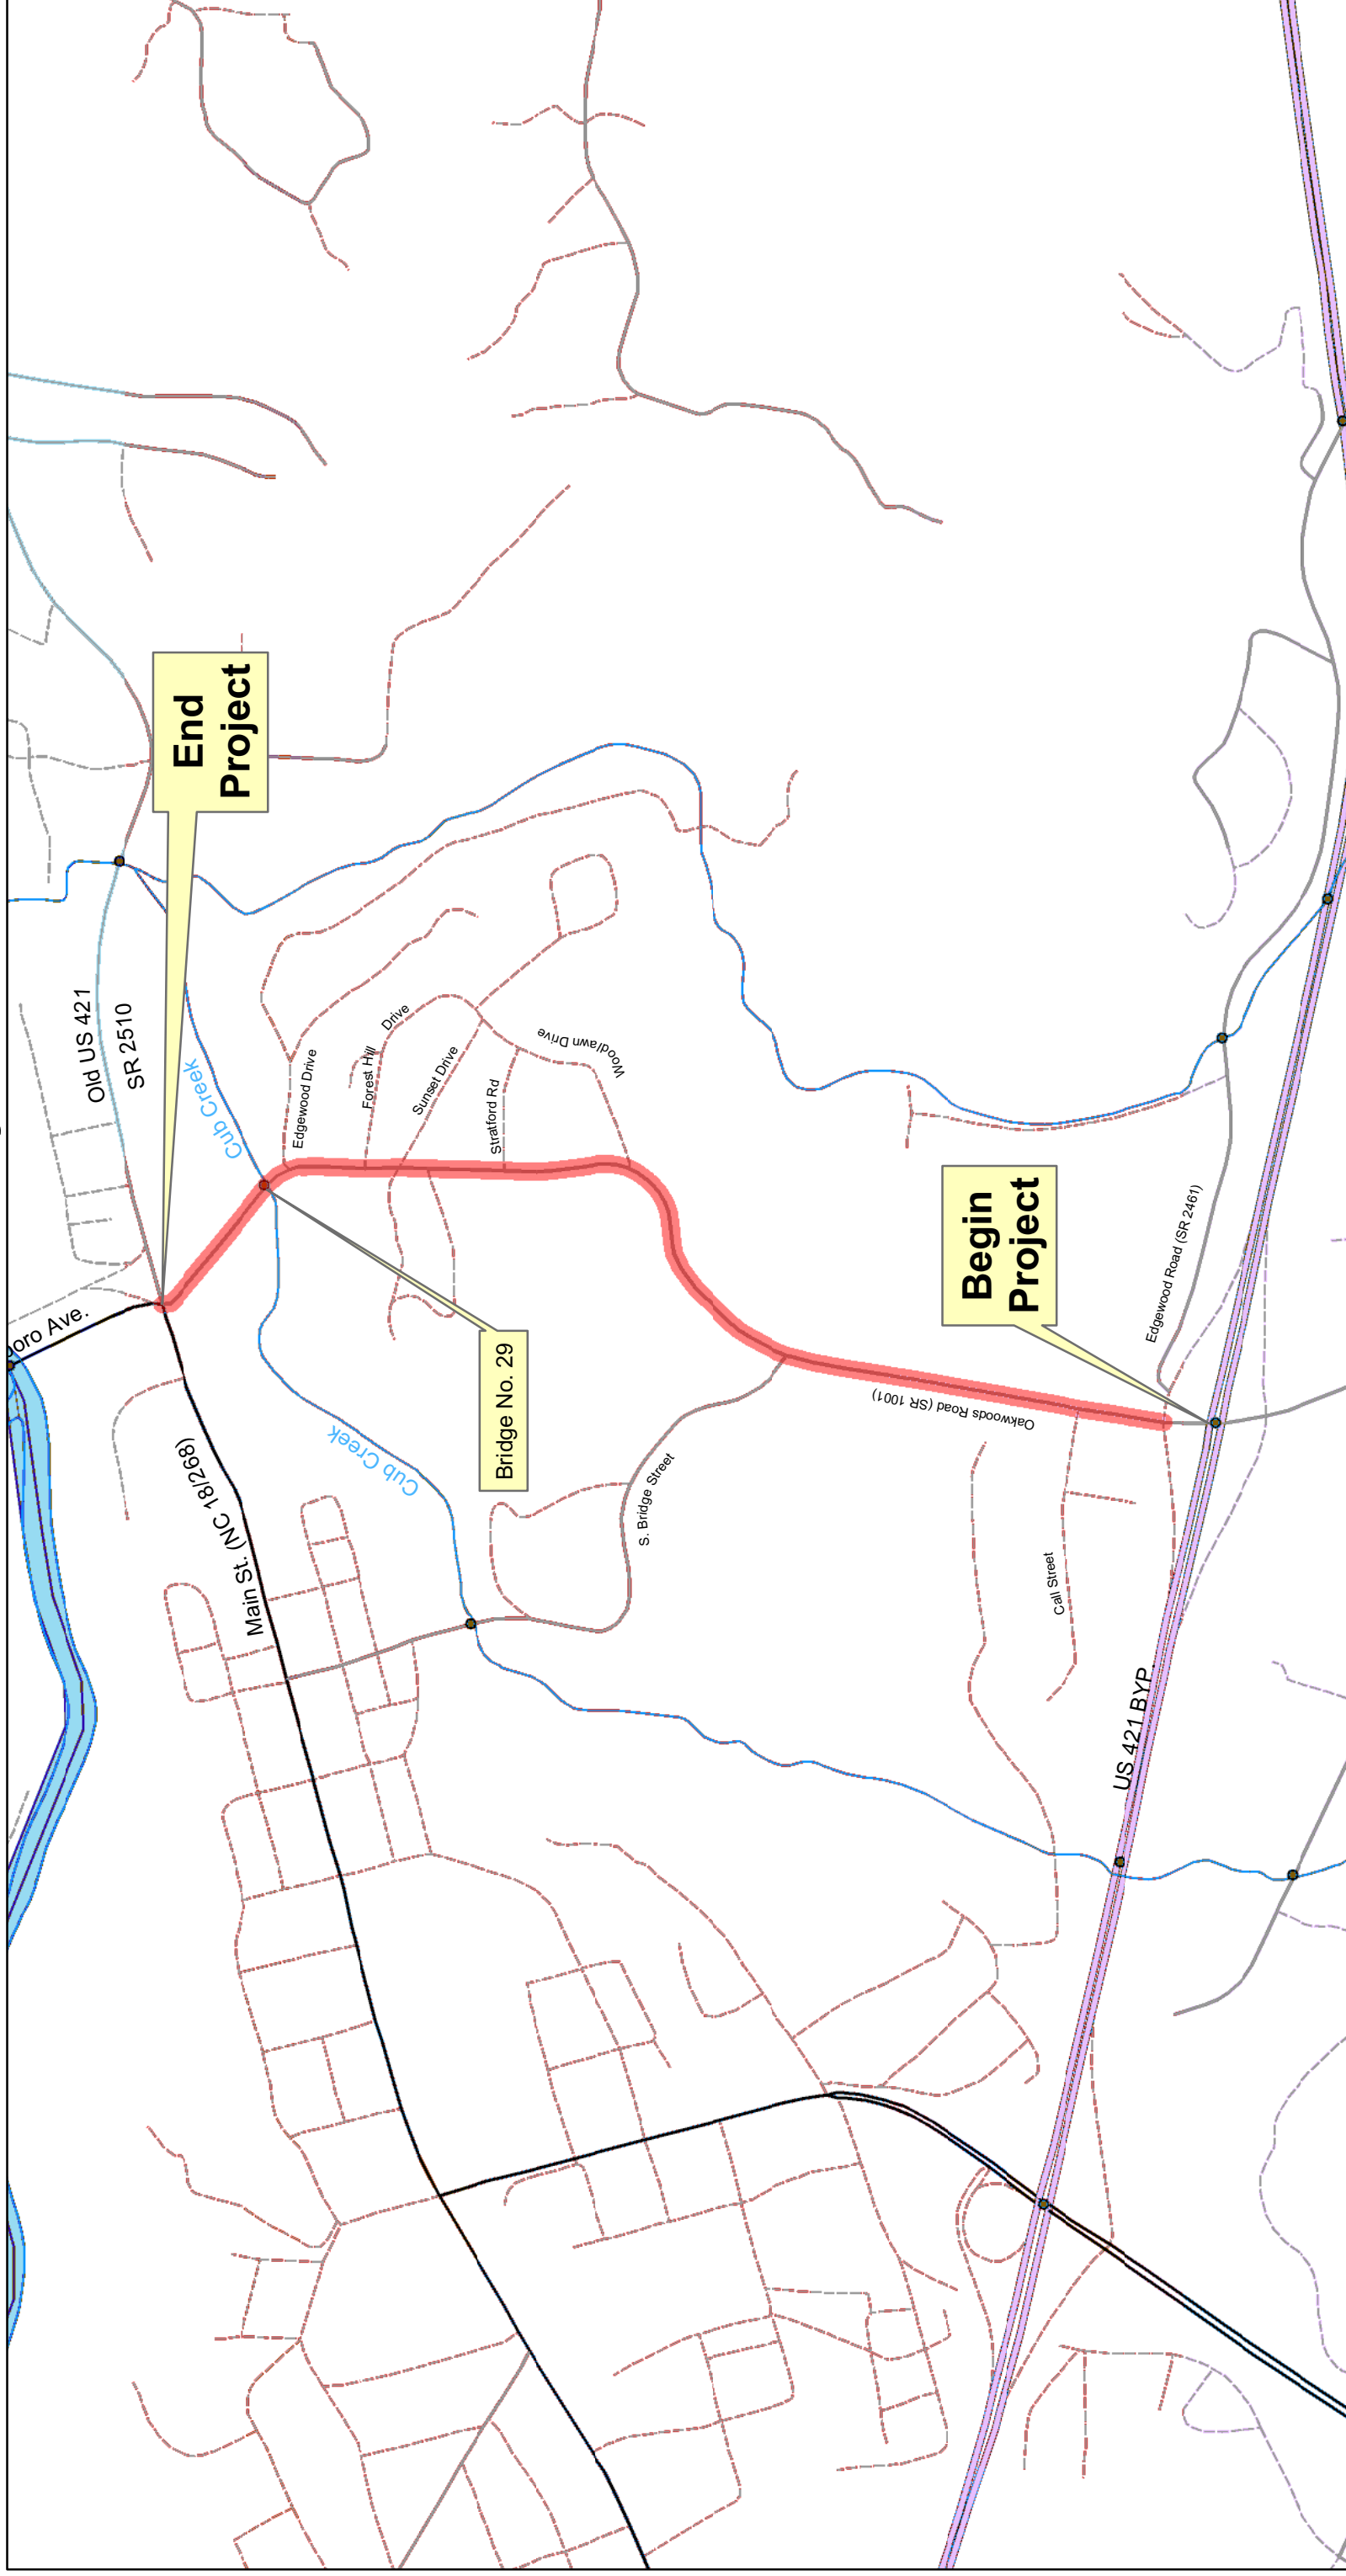 End
Project
Old US 421
SR 2510
Cub Creek
Edgewood Drive
Forest Hill
Drive
Sunset Drive
Stratford Rd
Woodlawn Drive
Bridge No. 29
Main St. (NC 18/268)
Cub Creek
S. Bridge Street
Oakwoods Road (SR 1001)
Begin
Project
Edgewood Road (SR 2461)
Call Street
US 421 BYP.
oro Ave.